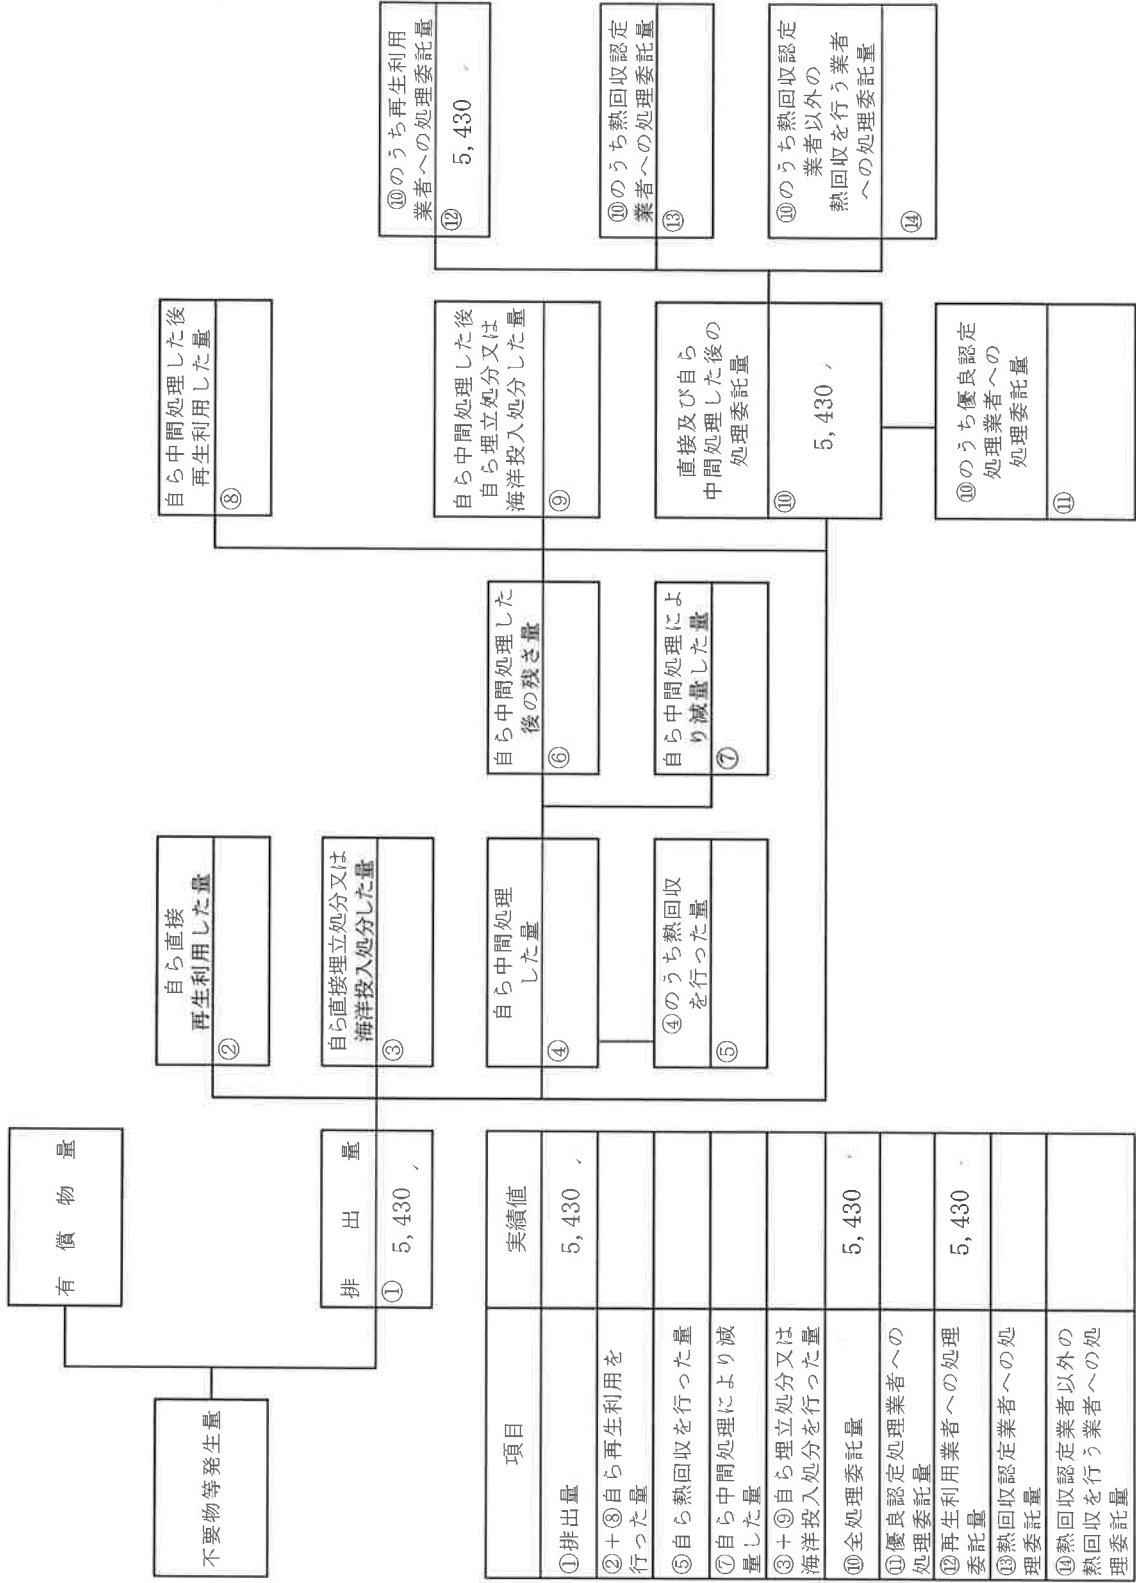 不要物等発生量
有償物量
排出量
① 5,430
自ら直接
再生利用した量
②
自ら直接埋立処分又は
海洋投入処分した量
③
自ら中間処理
した量
④
④のうち熱回収
を行った量
⑤
自ら中間処理した
後の残さ量
⑥
自ら中間処理によ
り減量した量
⑦
自ら中間処理した後
再生利用した量
⑧
自ら中間処理した後
自ら埋立処分又は
海洋投入処分した量
⑨
直接及び自ら
中間処理した後の
処理委託量
⑩
5,430
⑩のうち優良認定
処理業者への
処理委託量
⑪
⑩のうち再生利用
業者への処理委託量
⑫ 5,430
⑩のうち熱回収認定
業者への処理委託量
⑬
⑩のうち熱回収認定
業者以外の
熱回収を行う業者
への処理委託量
⑭
項目 実績値
①排出量 5,430
②+⑧自ら再生利用を
行った量
⑤自ら熱回収を行った量
⑦自ら中間処理により減
量した量
③+⑨自ら埋立処分又は
海洋投入処分を行った量
⑩全処理委託量 5,430
⑪優良認定処理業者への
処理委託量
⑫再生利用業者への処理
委託量 5,430
⑬熱回収認定業者への処
理委託量
⑭熱回収認定業者以外の
熱回収を行う業者への処
理委託量